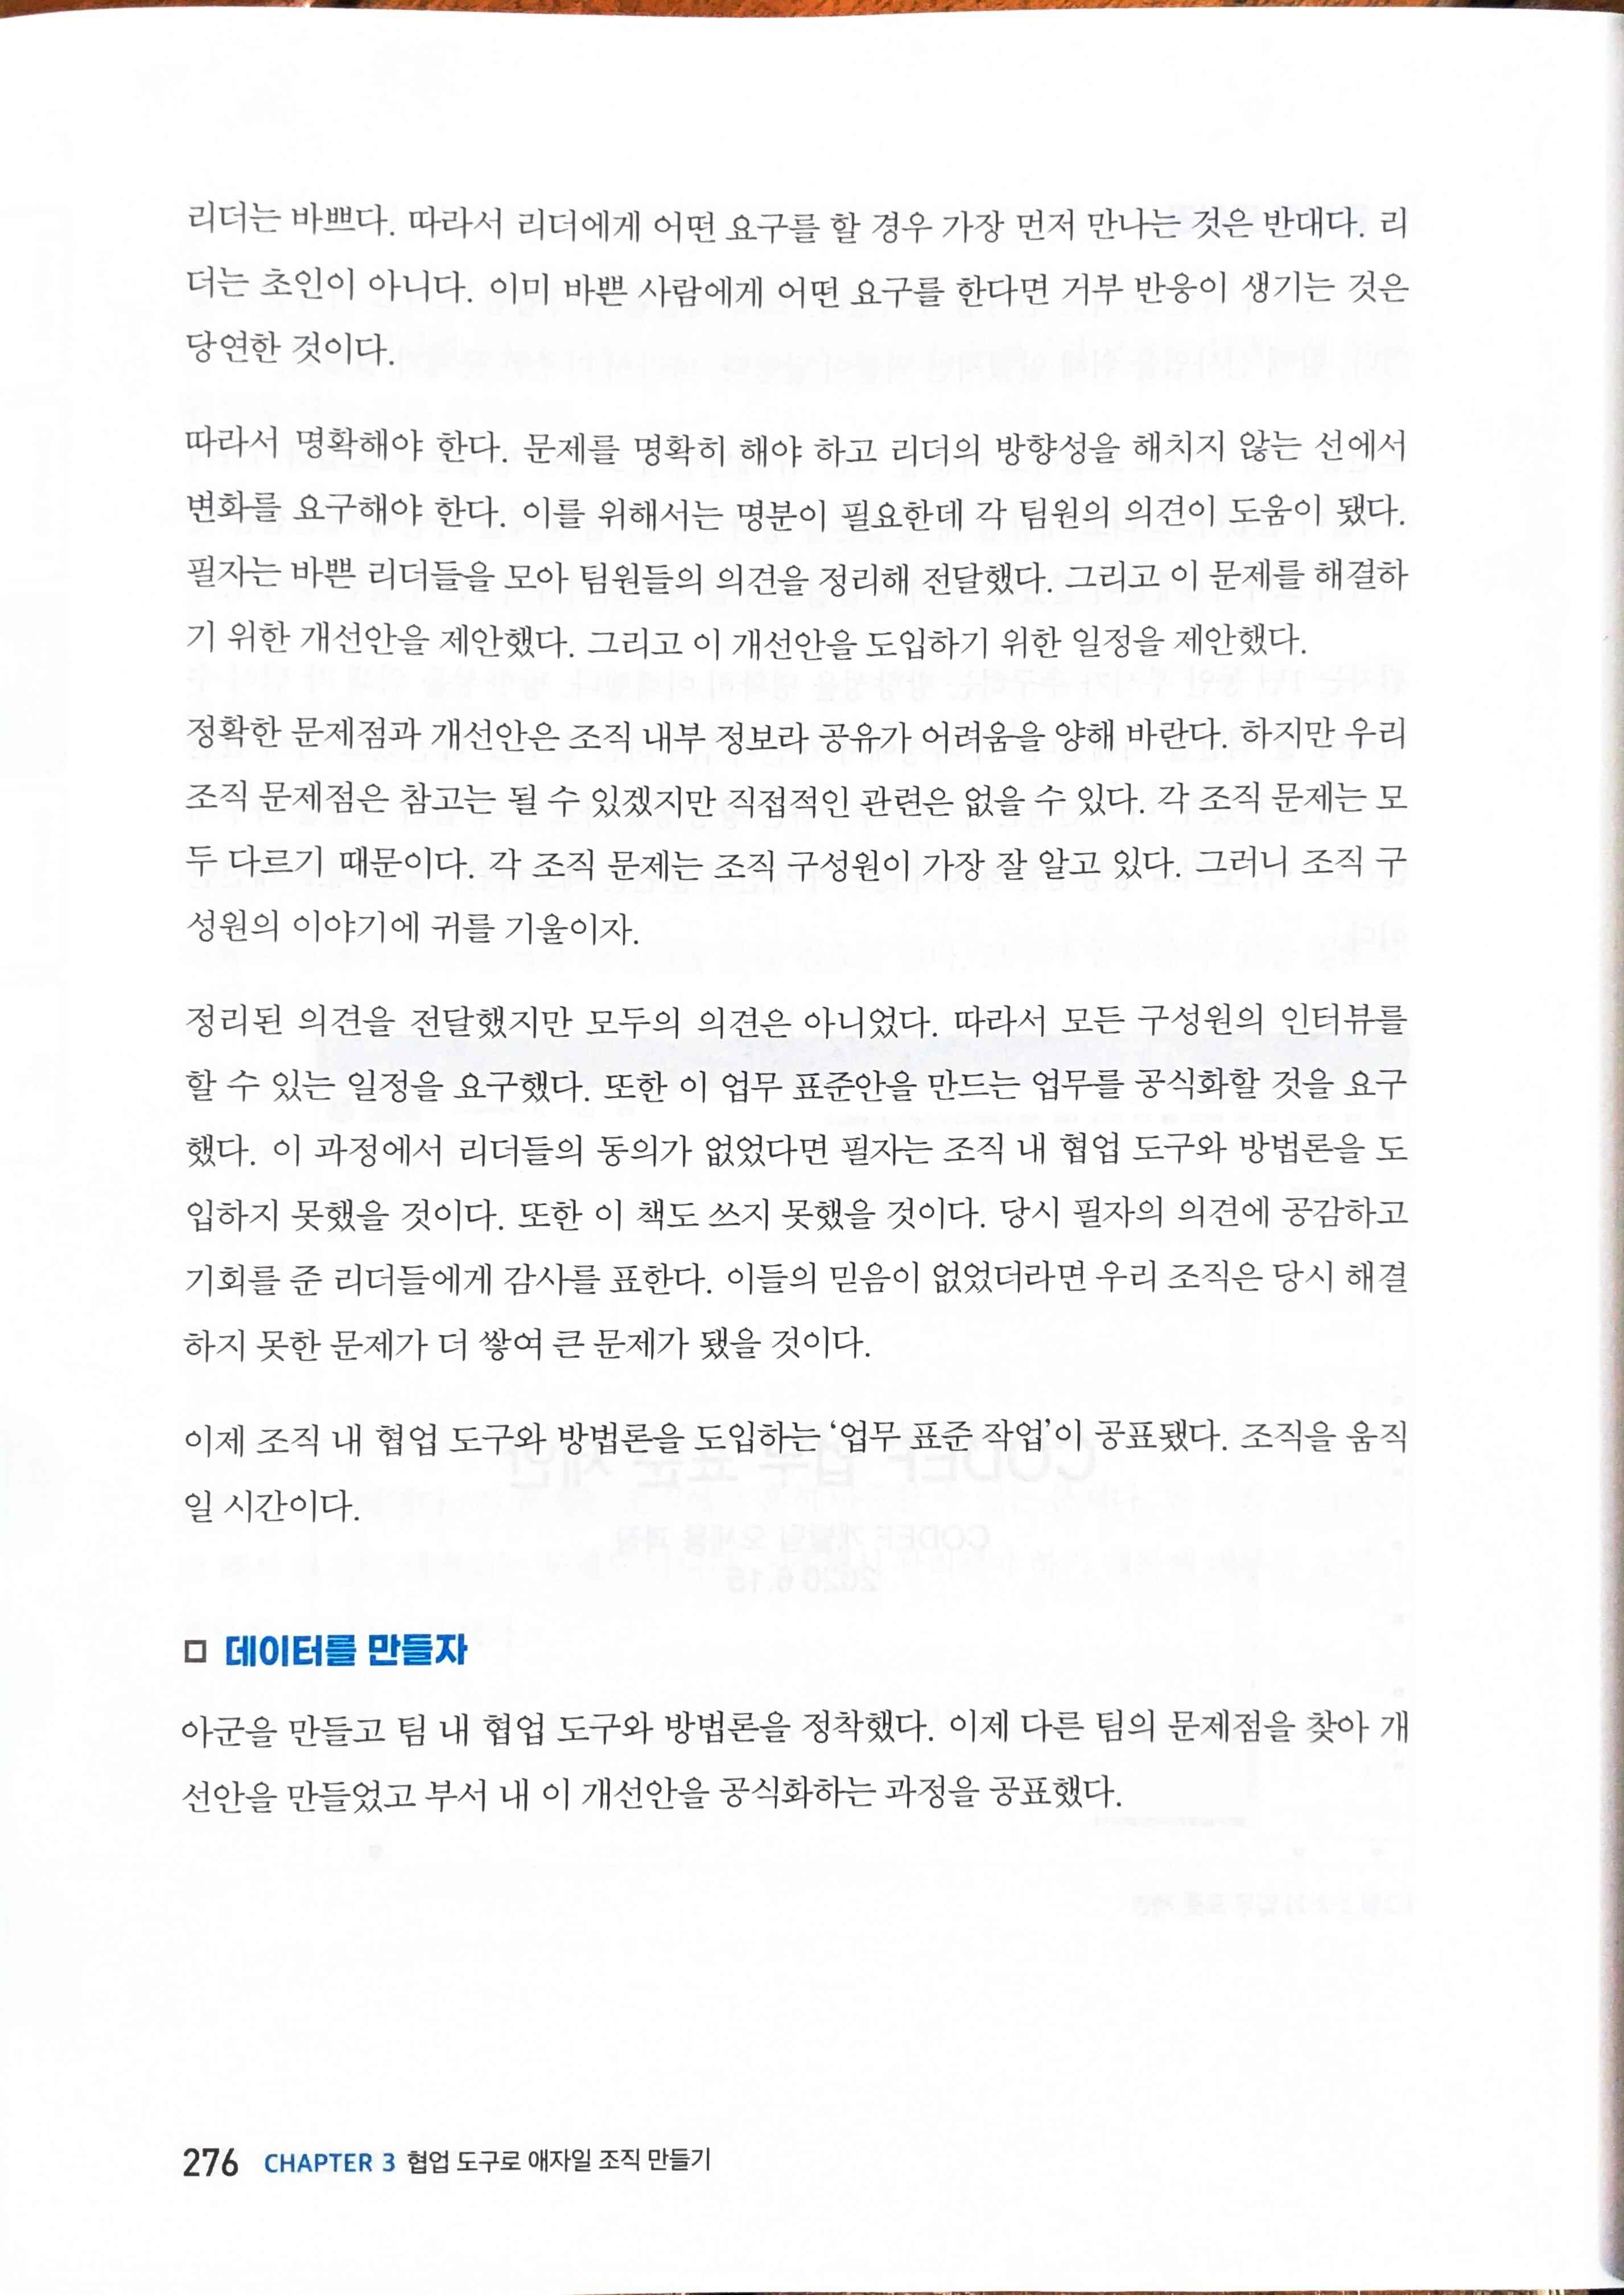 리더는 바쁘다. 따라서 리더에게 어떤 요구를 할 경우 가장 먼저 만나는 것은 반대다. 리
더는 초인이 아니다. 이미 바쁜 사람에게 어떤 요구를 한다면 거부 반응이 생기는 것은
당연한 것이다.
따라서 명확해야 한다. 문제를 명확히 해야 하고 리더의 방향성을 해치지 않는 선에서
변화를 요구해야 한다. 이를 위해서는 명분이 필요한데 각 팀원의 의견이 도움이 됐다.
필자는 바쁜 리더들을 모아 팀원들의 의견을 정리해 전달했다. 그리고 이 문제를 해결하
기 위한 개선안을 제안했다. 그리고 이 개선안을 도입하기 위한 일정을 제안했다.
정확한 문제점과 개선안은 조직 내부 정보라 공유가 어려움을 양해 바란다. 하지만 우리
조직 문제점은 참고는 될 수 있겠지만 직접적인 관련은 없을 수 있다. 각 조직 문제는 모
두 다르기 때문이다. 각 조직 문제는 조직 구성원이 가장 잘 알고 있다. 그러니 조직 구
성원의 이야기에 귀를 기울이자.
정리된 의견을 전달했지만 모두의 의견은 아니었다. 따라서 모든 구성원의 인터뷰를
할 수 있는 일정을 요구했다. 또한 이 업무 표준안을 만드는 업무를 공식화할 것을 요구
했다. 이 과정에서 리더들의 동의가 없었다면 필자는 조직 내 협업 도구와 방법론을 도
입하지 못했을 것이다. 또한 이 책도 쓰지 못했을 것이다. 당시 필자의 의견에 공감하고
기회를 준 리더들에게 감사를 표한다. 이들의 믿음이 없었더라면 우리 조직은 당시 해결
하지 못한 문제가 더 쌓여 큰 문제가 됐을 것이다.
이제 조직 내 협업 도구와 방법론을 도입하는 ‘업무 표준 작업’이 공표됐다. 조직을 움직
일 시간이다.
데이터를 만들자
아군을 만들고 팀 내 협업 도구와 방법론을 정착했다. 이제 다른 팀의 문제점을 찾아 개
선안을 만들었고 부서 내 이 개선안을 공식화하는 과정을 공표했다.
276 CHAPTER 3 협업 도구로 애자일 조직 만들기